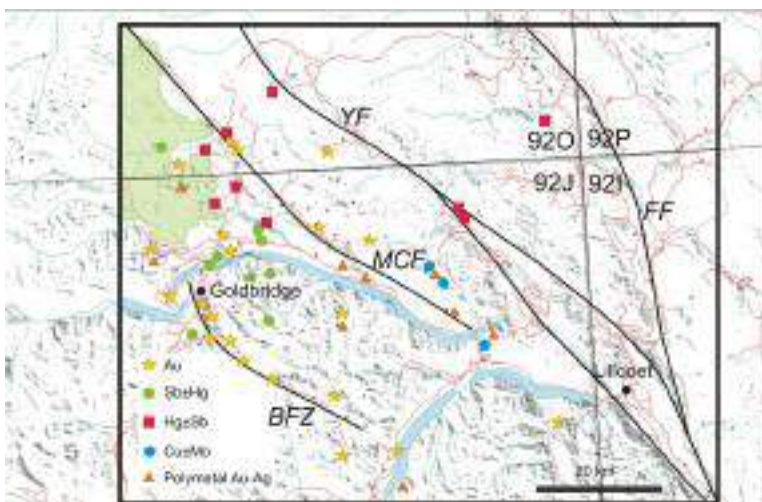 YF
92O 92P
92J 92I
FF
MCF
Goldbridge
Lillooet
Au
Sb±Hg
BFZ
Hg±Sb
Cu±Mo
Polymetal Au-Ag
20 km